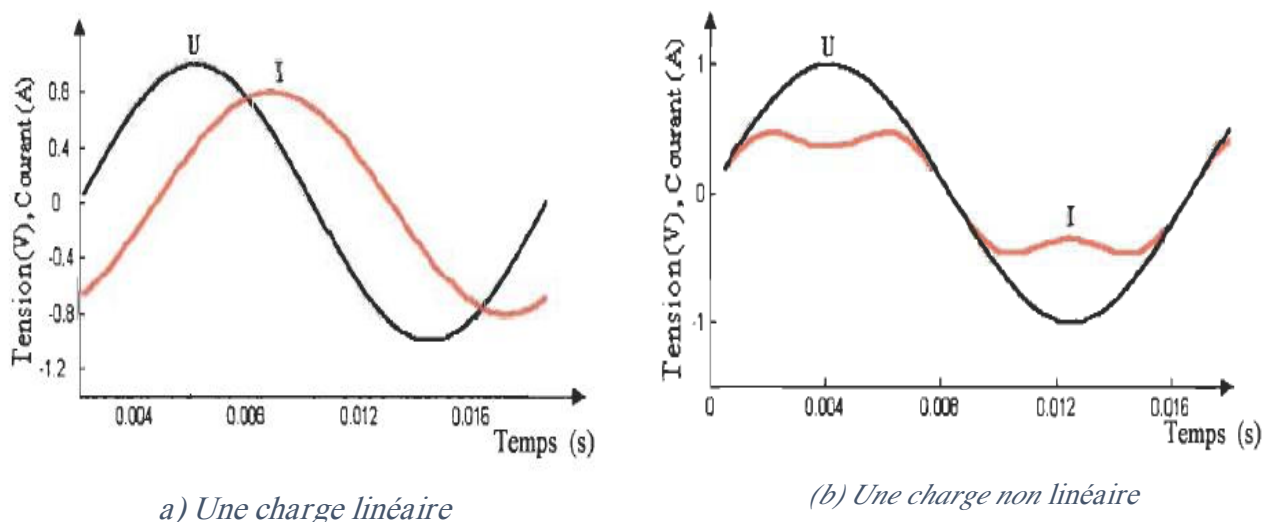 U
I
Tension(V), Courant(A)
0.8
0.4
0
-0.4
-0.8
-1.2
0.004
0.006
0.012
0.016
Temps (s)
a) Une charge linéaire
U
I
Tension(V), Courant(A)
1
0
-1
0
0.004
0.006
0.012
0.016
Temps (s)
(b) Une charge non linéaire